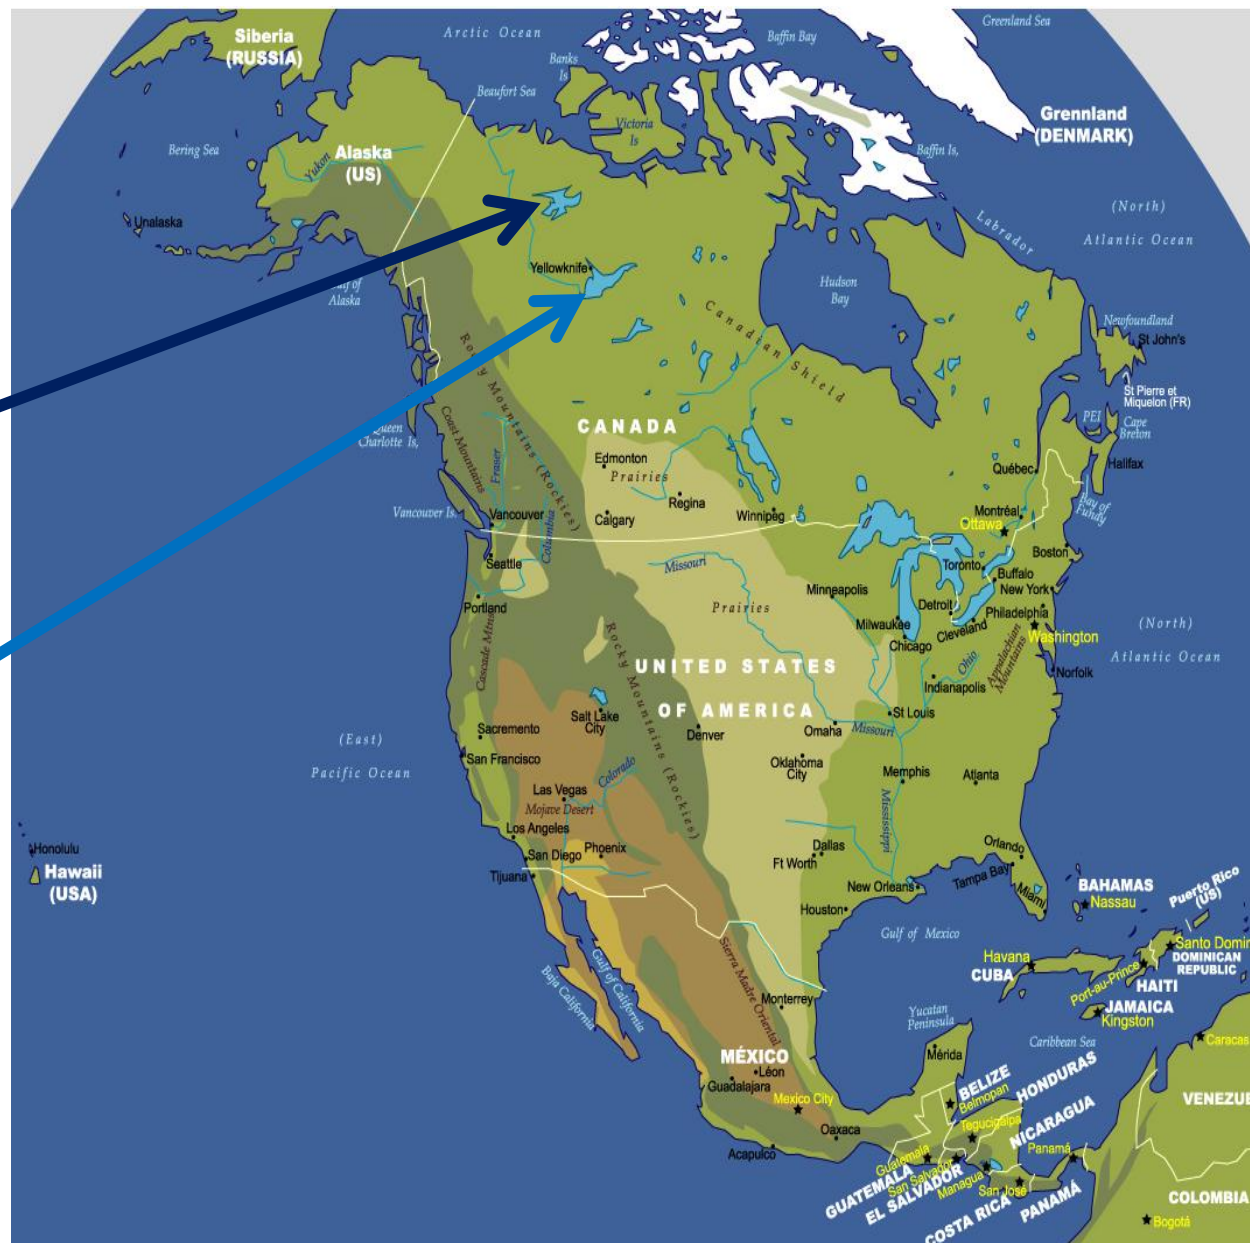 Siberia
(RUSSIA)
Arctic Ocean
Baffin Bay
Greenland Sea
Banks
Is
Beaufort Sea
Victoria
Is
Grennland
(DENMARK)
Bering Sea
Alaska
(US)
Yukon
Baffin Is,
(North)
Atlantic Ocean
Labrador
Unalaska
Yellowknife
Gulf of
Alaska
Hudson
Bay
Canadian Shield
Newfoundland
St John's
St Pierre et
Miquelon (FR)
PEI
Cape
Breton
Halifax
Rocky Mountains (Rockies)
Coast Mountains
Queen
Charlotte Is,
Fraser
CANADA
Edmonton
Prairies
Regina
Calgary
Winnipeg
Québec
Montréal
Ottawa
Bay of
Fundy
Vancouver Is.
Vancouver
Columbia
Seattle
Portland
Missouri
Minneapolis
Prairies
Milwaukee
Chicago
Detroit
Toronto
Buffalo
Boston
New York
Philadelphia
Cleveland
Washington
Appalachian
Mountains
Norfolk
(North)
Atlantic Ocean
Cascade Mtns
Rocky Mountains (Rockies)
UNITED STATES
OF AMERICA
Ohio
Indianapolis
St Louis
Missouri
Omaha
Denver
Salt Lake
City
Sacremento
San Francisco
(East)
Pacific Ocean
Oklahoma
City
Memphis
Atlanta
Mississippi
Colorado
Las Vegas
Mojave Desert
Los Angeles
San Diego
Phoenix
Tijuana
Dallas
Ft Worth
New Orleans
Houston
Orlando
Tampa Bay
Miami
Honolulu
Hawaii
(USA)
BAHAMAS
Nassau
Puerto Rico
(US)
Gulf of Mexico
Havana
CUBA
Santo Domin
DOMINICAN
REPUBLIC
Port-au-Prince
HAITI
JAMAICA
Kingston
Caribbean Sea
Caracas
Baja California
Gulf of California
Sierra Madre Oriental
Monterrey
Yucatan
Peninsula
Mérida
MÉXICO
Léon
Guadalajara
Mexico City
Oaxaca
Acapulco
BELIZE
Belmopan
HONDURAS
Tegucigalpa
NICARAGUA
Guatemala
GUATEMALA
San Salvador
EL SALVADOR
Managua
San José
COSTA RICA
Panamá
PANAMÁ
VENEZUE
COLOMBIA
Bogotá